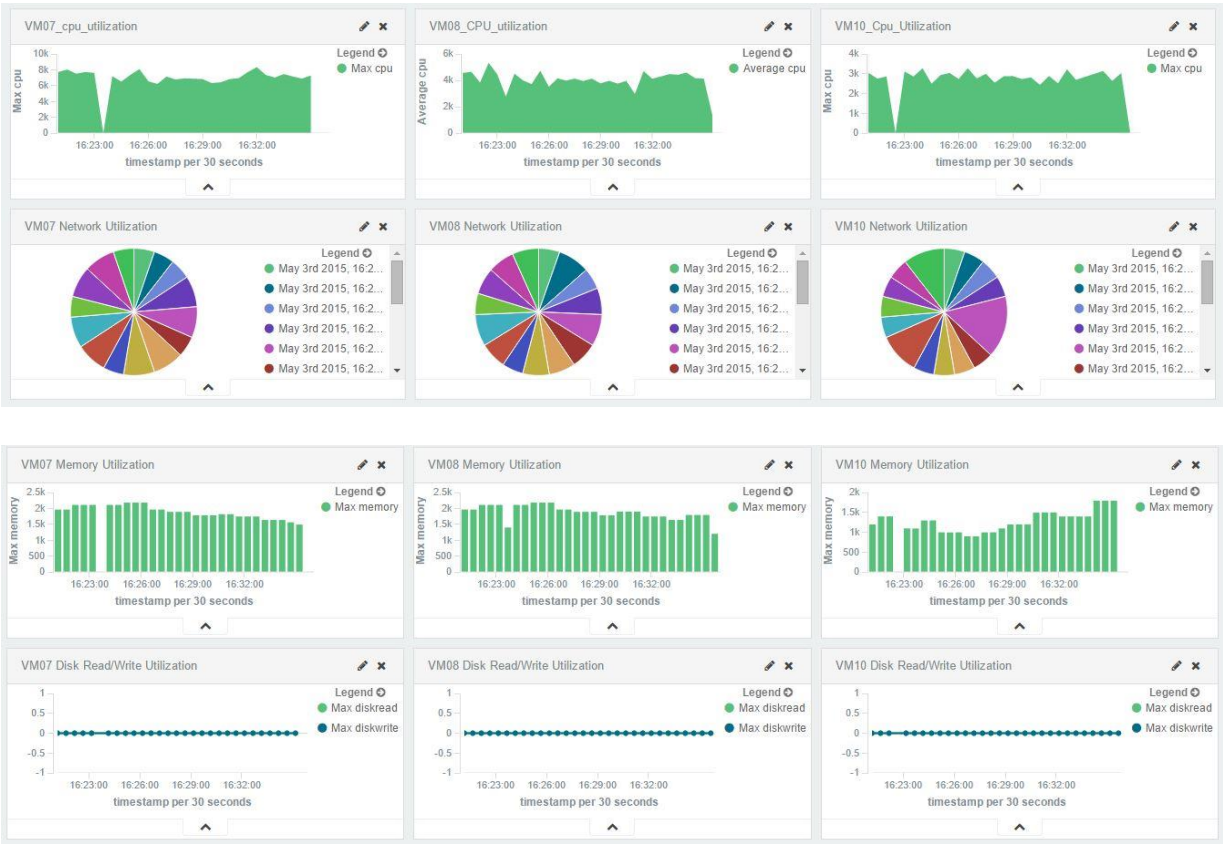 VM07_cpu_utilization
Max cpu
10k
8k
6k
4k
2k
0
16:23:00 16:26:00 16:29:00 16:32:00
timestamp per 30 seconds
Legend
Max cpu
VM08_CPU_utilization
Average cpu
6k
4k
2k
0
16:23:00 16:26:00 16:29:00 16:32:00
timestamp per 30 seconds
Legend
Average cpu
VM10_Cpu_Utilization
Max cpu
4k
3k
2k
1k
0
16:23:00 16:26:00 16:29:00 16:32:00
timestamp per 30 seconds
Legend
Max cpu
VM07 Network Utilization
Legend
May 3rd 2015, 16:2...
May 3rd 2015, 16:2...
May 3rd 2015, 16:2...
May 3rd 2015, 16:2...
May 3rd 2015, 16:2...
May 3rd 2015, 16:2...
VM08 Network Utilization
Legend
May 3rd 2015, 16:2...
May 3rd 2015, 16:2...
May 3rd 2015, 16:2...
May 3rd 2015, 16:2...
May 3rd 2015, 16:2...
May 3rd 2015, 16:2...
VM10 Network Utilization
Legend
May 3rd 2015, 16:2...
May 3rd 2015, 16:2...
May 3rd 2015, 16:2...
May 3rd 2015, 16:2...
May 3rd 2015, 16:2...
May 3rd 2015, 16:2...
VM07 Memory Utilization
Max memory
2.5k
2k
1.5k
1k
500
0
16:23:00 16:26:00 16:29:00 16:32:00
timestamp per 30 seconds
Legend
Max memory
VM08 Memory Utilization
Max memory
2.5k
2k
1.5k
1k
500
0
16:23:00 16:26:00 16:29:00 16:32:00
timestamp per 30 seconds
Legend
Max memory
VM10 Memory Utilization
Max memory
2k
1.5k
1k
500
0
16:23:00 16:26:00 16:29:00 16:32:00
timestamp per 30 seconds
Legend
Max memory
VM07 Disk Read/Write Utilization
1
0.5
0
-0.5
-1
16:23:00 16:26:00 16:29:00 16:32:00
timestamp per 30 seconds
Legend
Max diskread
Max diskwrite
VM08 Disk Read/Write Utilization
1
0.5
0
-0.5
-1
16:23:00 16:26:00 16:29:00 16:32:00
timestamp per 30 seconds
Legend
Max diskread
Max diskwrite
VM10 Disk Read/Write Utilization
1
0.5
0
-0.5
-1
16:23:00 16:26:00 16:29:00 16:32:00
timestamp per 30 seconds
Legend
Max diskread
Max diskwrite